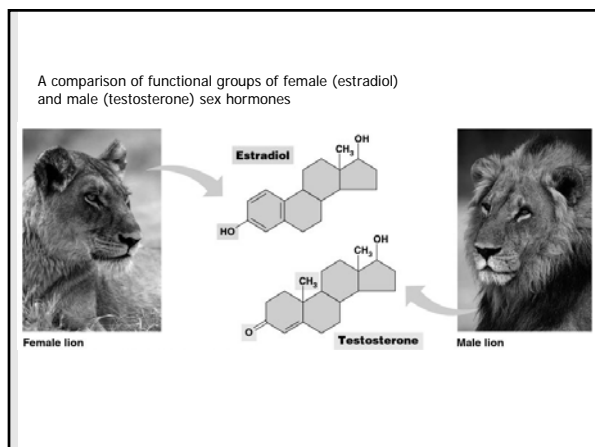 A comparison of functional groups of female (estradiol)
and male (testosterone) sex hormones
OH
CH₃
Estradiol
HO
OH
CH₃
CH₃
O
Testosterone
Female lion
Male lion